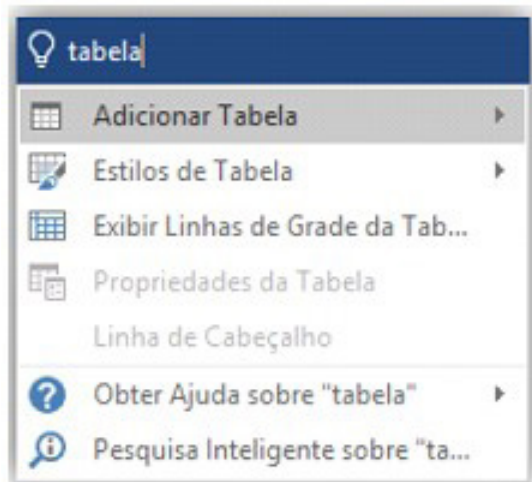 tabela
Adicionar Tabela
Estilos de Tabela
Exibir Linhas de Grade da Tab...
Propriedades da Tabela
Linha de Cabeçalho
Obter Ajuda sobre "tabela"
Pesquisa Inteligente sobre "ta...